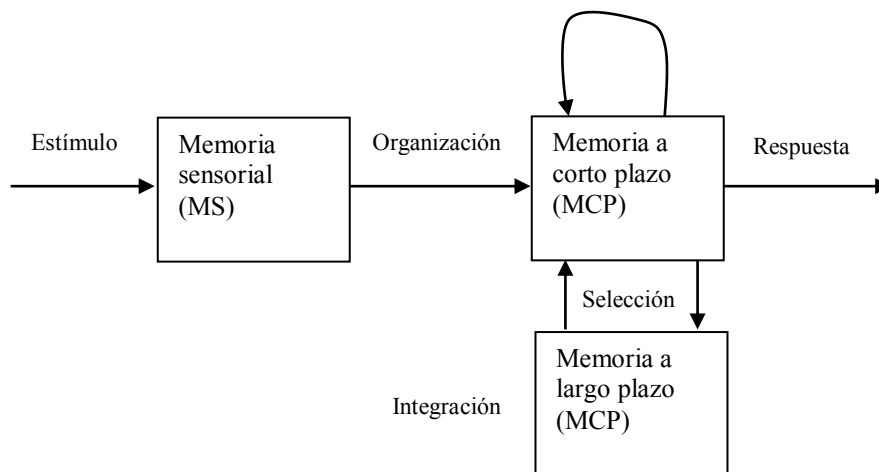 Estímulo
Memoria
sensorial
(MS)
Organización
Memoria a
corto plazo
(MCP)
Respuesta
Selección
Memoria a
largo plazo
(MCP)
Integración